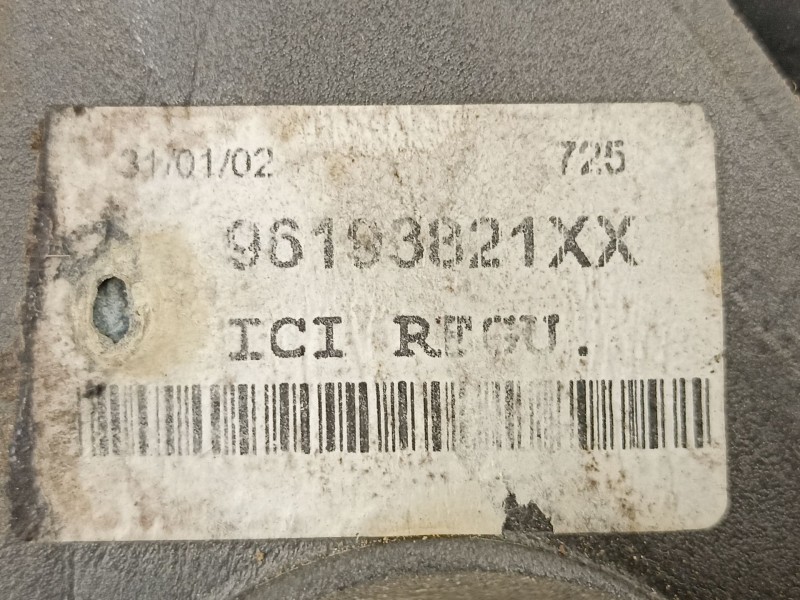 31/01/02 725
96193821XX
ICI REGU.